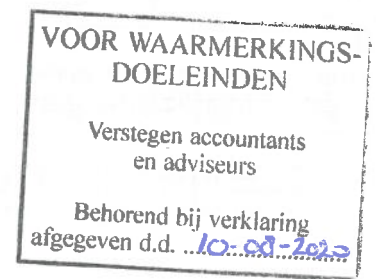 VOOR WAARMERKINGS-
DOELEINDEN
Verstegen accountants
en adviseurs
Behorend bij verklaring
afgegeven d.d. ...10-08-2020...